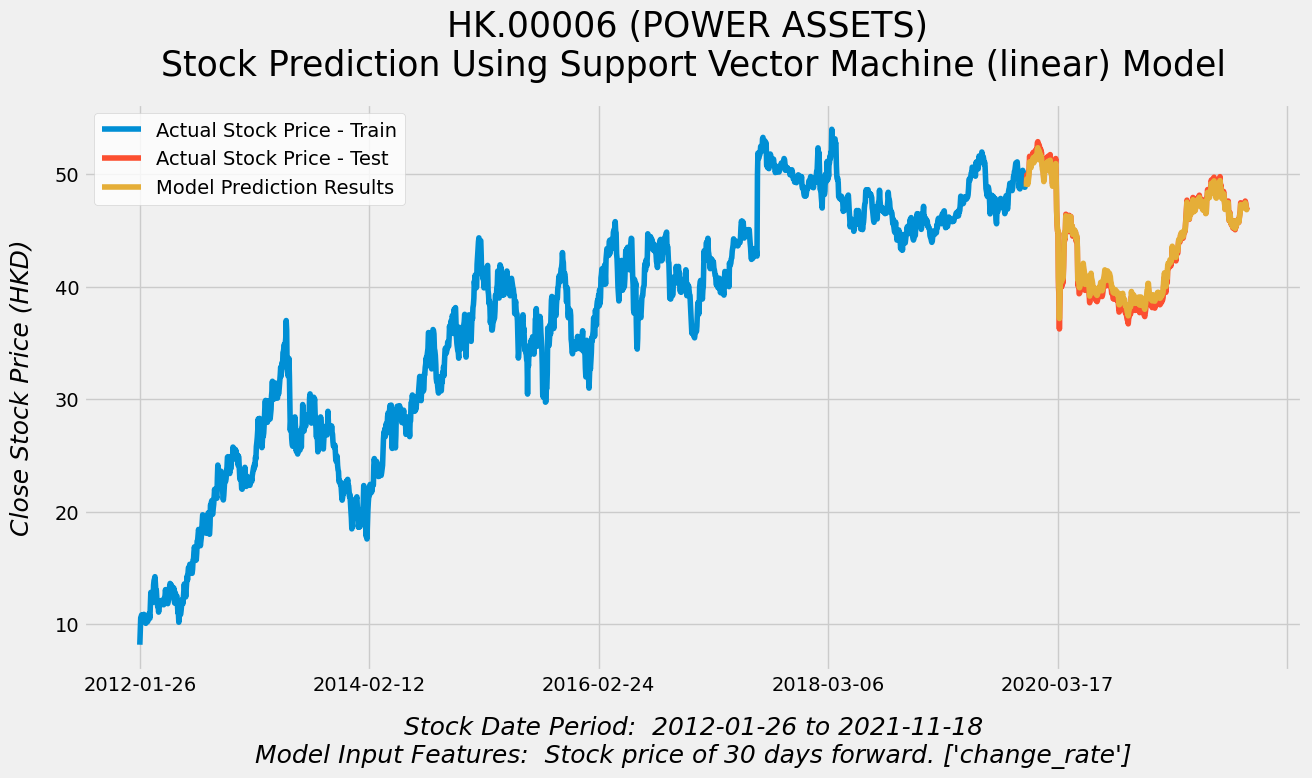 HK.00006 (POWER ASSETS)
Stock Prediction Using Support Vector Machine (linear) Model
Actual Stock Price - Train
Actual Stock Price - Test
Model Prediction Results
Close Stock Price (HKD)
50
40
30
20
10
2012-01-26
2014-02-12
2016-02-24
2018-03-06
2020-03-17
Stock Date Period:  2012-01-26 to 2021-11-18
Model Input Features:  Stock price of 30 days forward. ['change_rate']